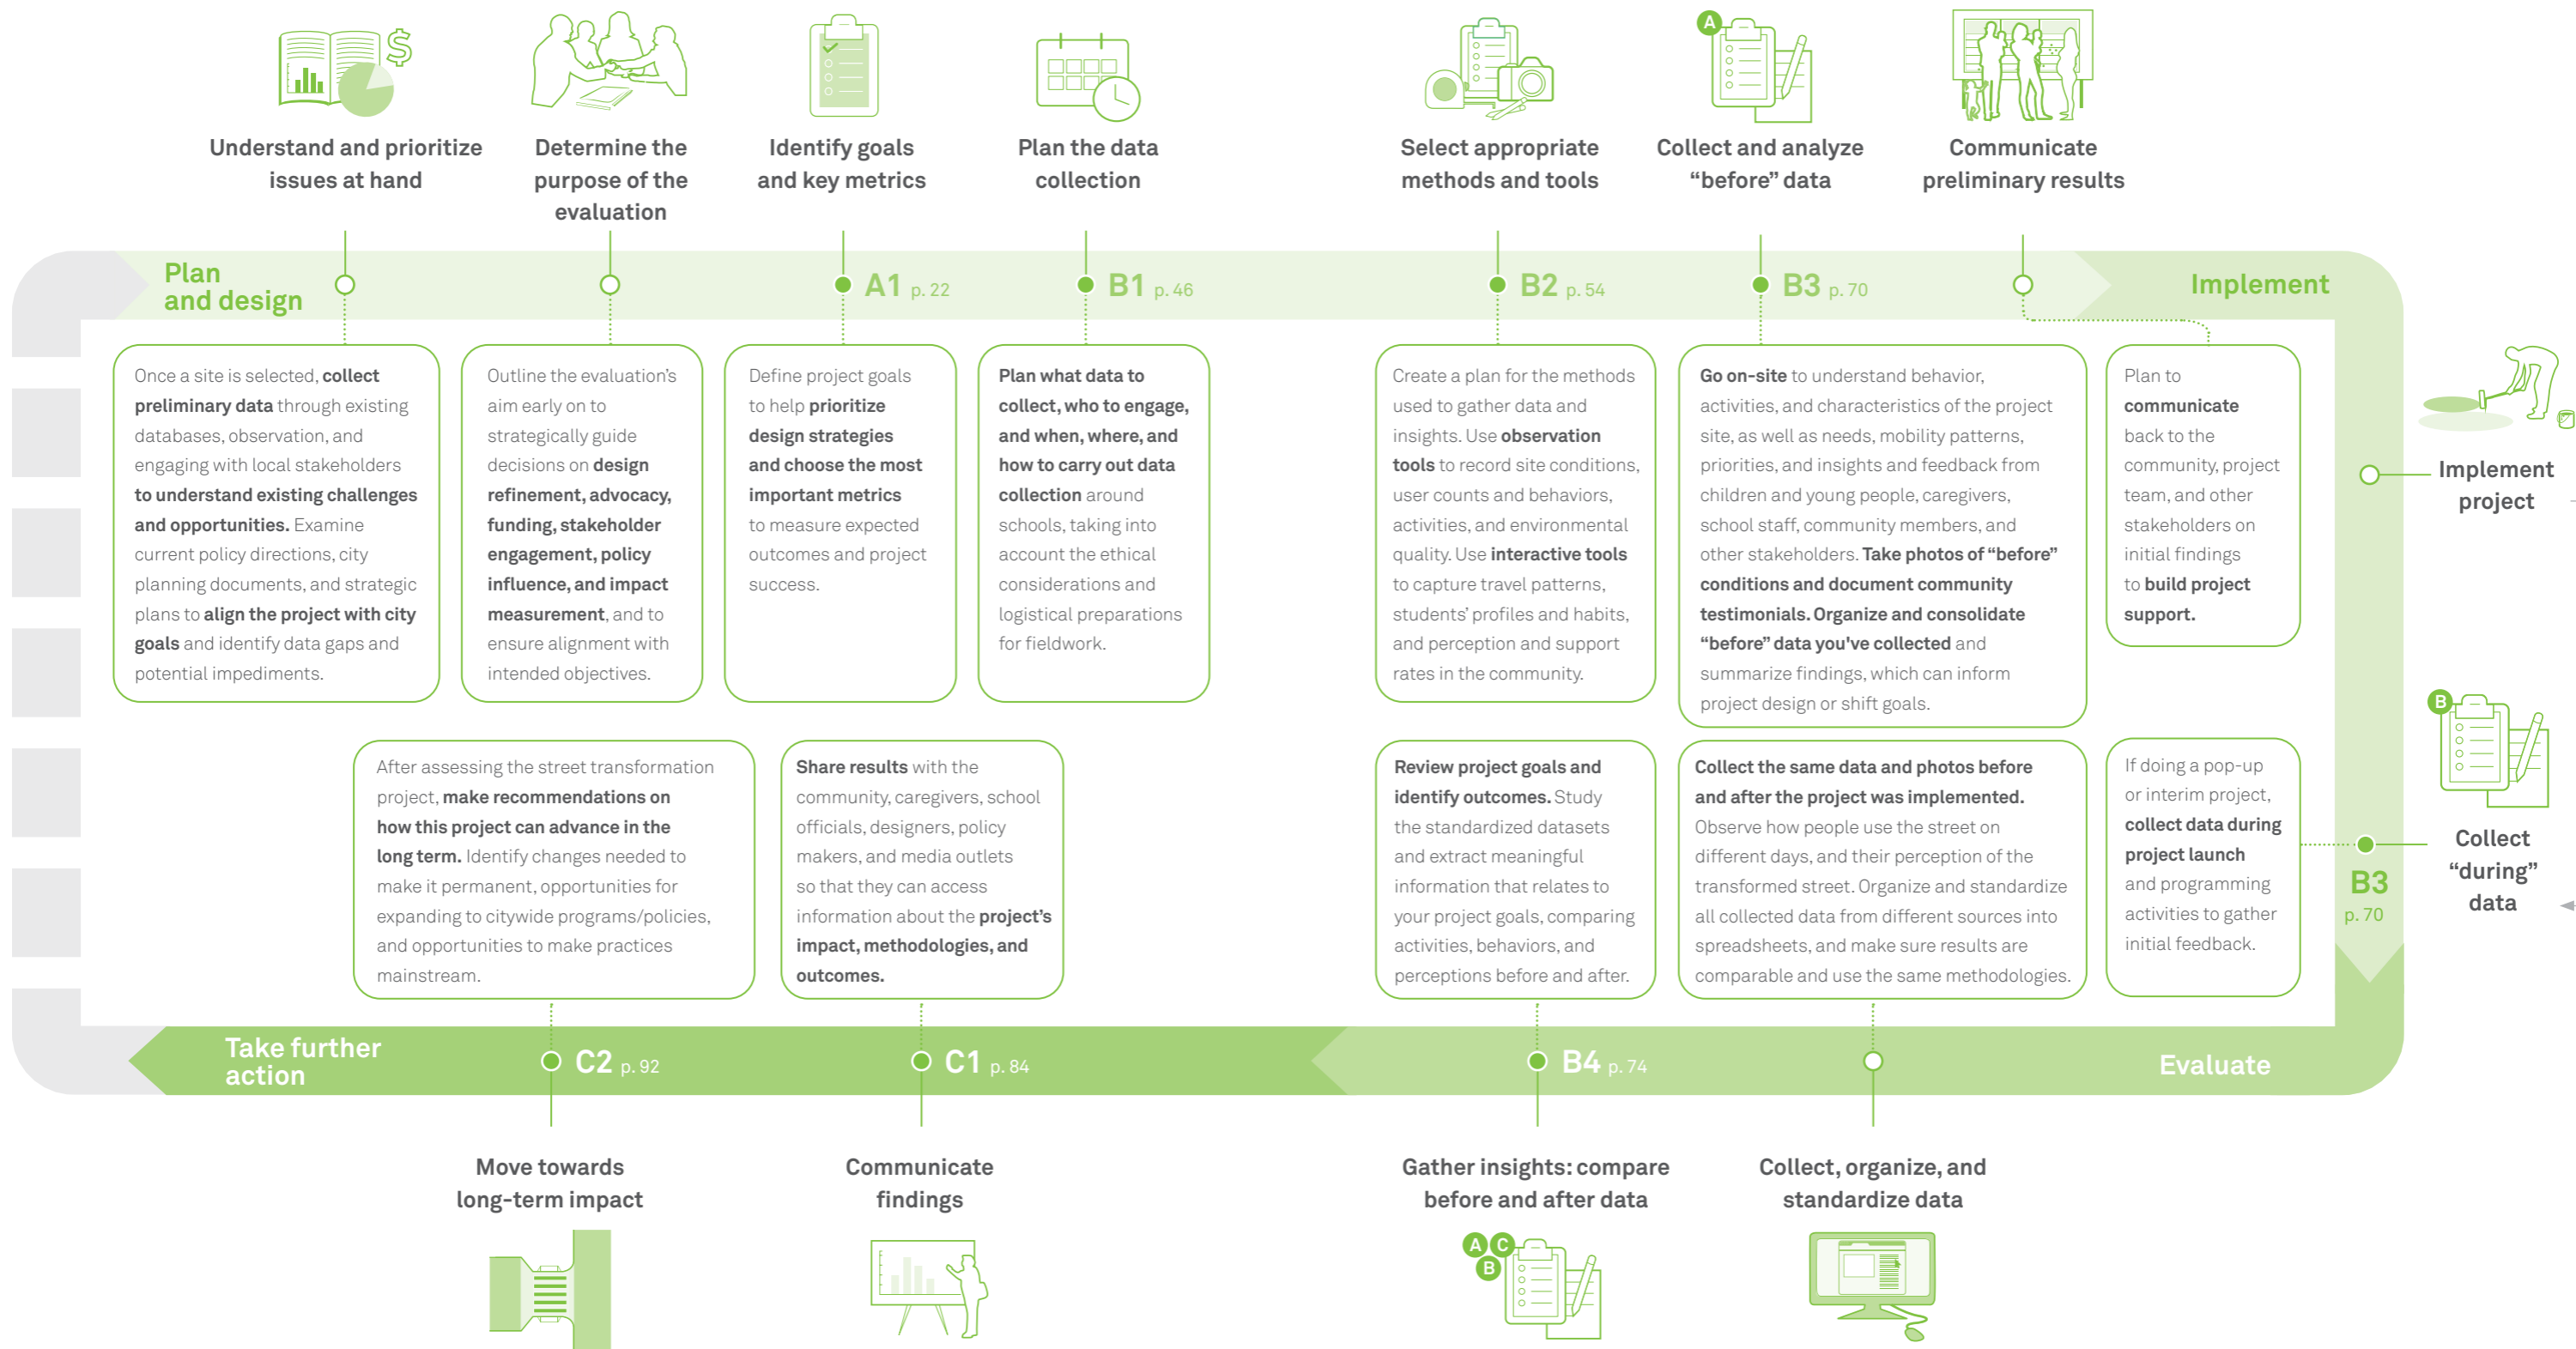 $
A
Understand and prioritize
issues at hand
Determine the
purpose of the
evaluation
Identify goals
and key metrics
Plan the data
collection
Select appropriate
methods and tools
Collect and analyze
“before” data
Communicate
preliminary results
Plan
and design
A1 p. 22
B1 p. 46
B2 p. 54
B3 p. 70
Implement
Once a site is selected, collect
preliminary data through existing
databases, observation, and
engaging with local stakeholders
to understand existing challenges
and opportunities. Examine
current policy directions, city
planning documents, and strategic
plans to align the project with city
goals and identify data gaps and
potential impediments.
Outline the evaluation’s
aim early on to
strategically guide
decisions on design
refinement, advocacy,
funding, stakeholder
engagement, policy
influence, and impact
measurement, and to
ensure alignment with
intended objectives.
Define project goals
to help prioritize
design strategies
and choose the most
important metrics
to measure expected
outcomes and project
success.
Plan what data to
collect, who to engage,
and when, where, and
how to carry out data
collection around
schools, taking into
account the ethical
considerations and
logistical preparations
for fieldwork.
Create a plan for the methods
used to gather data and
insights. Use observation
tools to record site conditions,
user counts and behaviors,
activities, and environmental
quality. Use interactive tools
to capture travel patterns,
students’ profiles and habits,
and perception and support
rates in the community.
Go on-site to understand behavior,
activities, and characteristics of the project
site, as well as needs, mobility patterns,
priorities, and insights and feedback from
children and young people, caregivers,
school staff, community members, and
other stakeholders. Take photos of “before”
conditions and document community
testimonials. Organize and consolidate
“before” data you've collected and
summarize findings, which can inform
project design or shift goals.
Plan to
communicate
back to the
community, project
team, and other
stakeholders on
initial findings
to build project
support.
Implement
project
B
Collect
“during”
data
B3
p. 70
If doing a pop-up
or interim project,
collect data during
project launch
and programming
activities to gather
initial feedback.
Collect the same data and photos before
and after the project was implemented.
Observe how people use the street on
different days, and their perception of the
transformed street. Organize and standardize
all collected data from different sources into
spreadsheets, and make sure results are
comparable and use the same methodologies.
Review project goals and
identify outcomes. Study
the standardized datasets
and extract meaningful
information that relates to
your project goals, comparing
activities, behaviors, and
perceptions before and after.
Share results with the
community, caregivers, school
officials, designers, policy
makers, and media outlets
so that they can access
information about the project’s
impact, methodologies, and
outcomes.
After assessing the street transformation
project, make recommendations on
how this project can advance in the
long term. Identify changes needed to
make it permanent, opportunities for
expanding to citywide programs/policies,
and opportunities to make practices
mainstream.
Take further
action
C2 p. 92
C1 p. 84
B4 p. 74
Evaluate
Move towards
long-term impact
Communicate
findings
Gather insights: compare
before and after data
Collect, organize, and
standardize data
A C
B